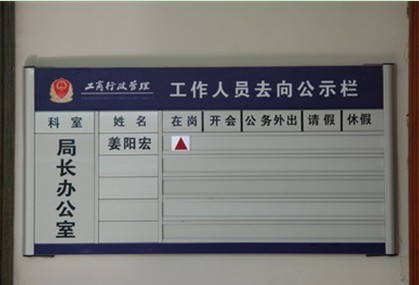 工商行政管理 工作人员去向公示栏
科室 姓名 在岗 开会 公务外出 请假 休假
局长办公室 姜阳宏